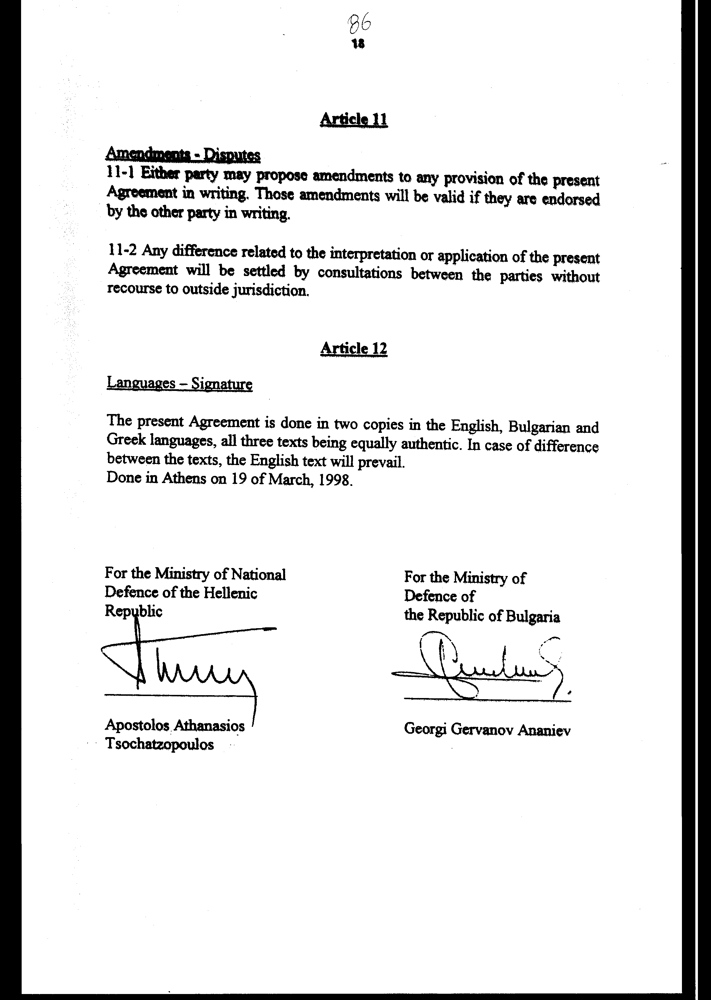 86
18
Article 11
Amendments - Disputes
11-1 Either party may propose amendments to any provision of the present
Agreement in writing. Those amendments will be valid if they are endorsed
by the other party in writing.
11-2 Any difference related to the interpretation or application of the present
Agreement will be settled by consultations between the parties without
recourse to outside jurisdiction.
Article 12
Languages – Signature
The present Agreement is done in two copies in the English, Bulgarian and
Greek languages, all three texts being equally authentic. In case of difference
between the texts, the English text will prevail.
Done in Athens on 19 of March, 1998.
For the Ministry of National
Defence of the Hellenic
Republic
Apostolos Athanasios
Tsochatzopoulos
For the Ministry of
Defence of
the Republic of Bulgaria
Georgi Gervanov Ananiev